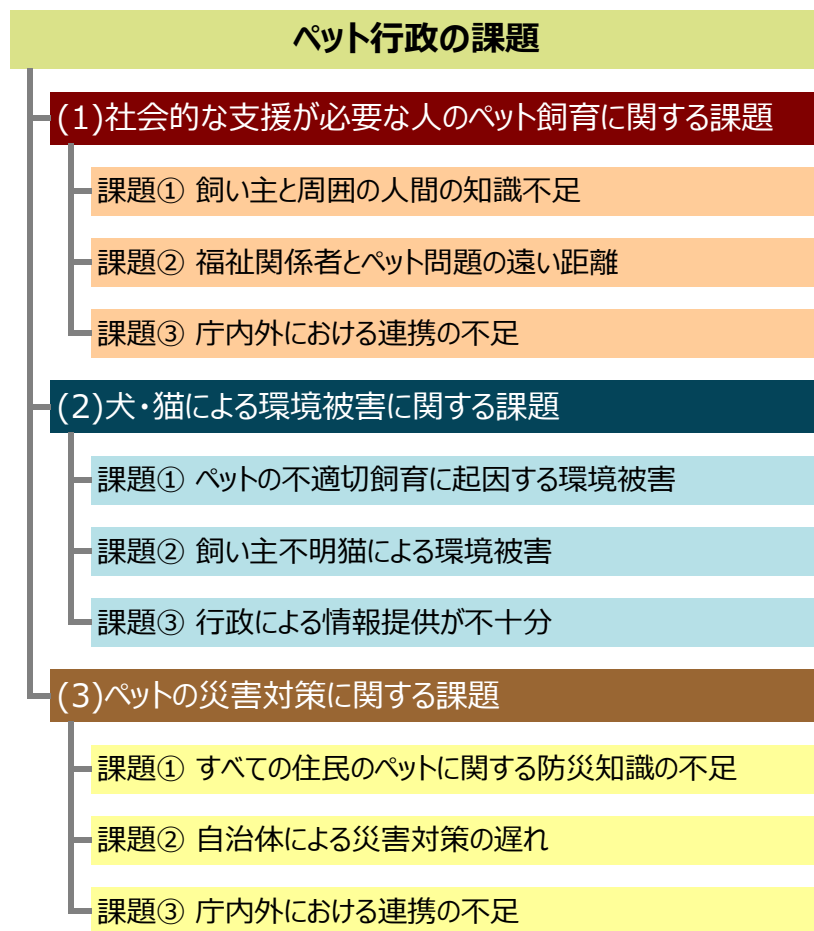 ペット行政の課題
(1)社会的な支援が必要な人のペット飼育に関する課題
課題① 飼い主と周囲の人間の知識不足
課題② 福祉関係者とペット問題の遠い距離
課題③ 庁内外における連携の不足
(2)犬・猫による環境被害に関する課題
課題① ペットの不適切飼育に起因する環境被害
課題② 飼い主不明猫による環境被害
課題③ 行政による情報提供が不十分
(3)ペットの災害対策に関する課題
課題① すべての住民のペットに関する防災知識の不足
課題② 自治体による災害対策の遅れ
課題③ 庁内外における連携の不足